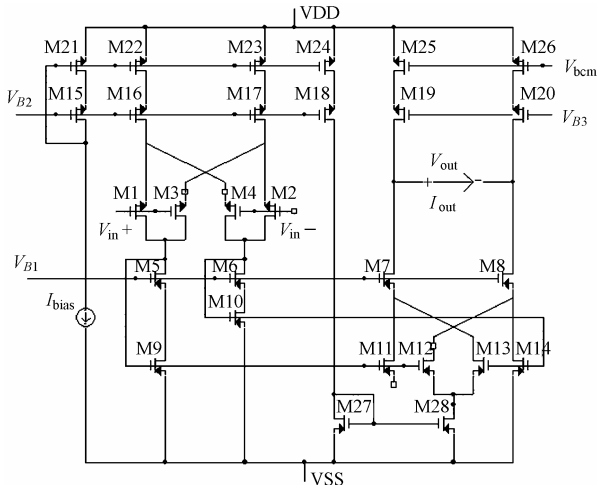 VDD
M21 M22 M23 M24 M25 M26
V_bcm
V_B2 M15 M16 M17 M18 M19 M20 V_B3
V_out
+ -
I_out
M1 M3 M4 M2
V_in + V_in −
V_B1 M5 M6 M7 M8
I_bias M10
M9 M11 M12 M13 M14
M27 M28
VSS